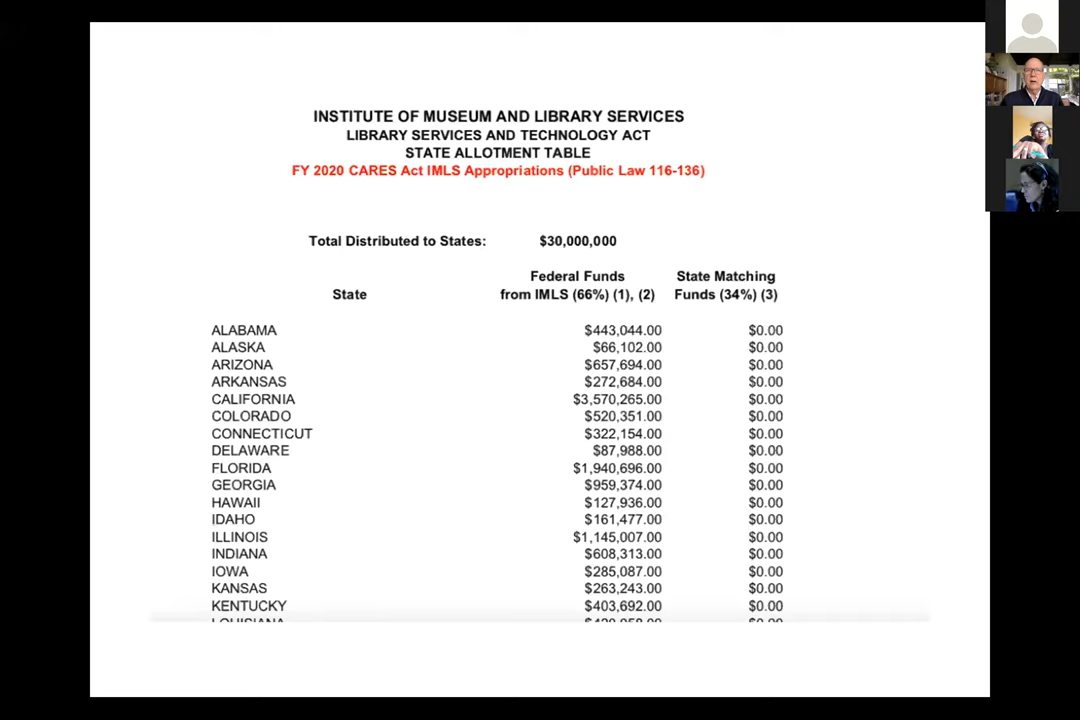 INSTITUTE OF MUSEUM AND LIBRARY SERVICES
LIBRARY SERVICES AND TECHNOLOGY ACT
STATE ALLOTMENT TABLE
FY 2020 CARES Act IMLS Appropriations (Public Law 116-136)
Total Distributed to States: $30,000,000
Federal Funds State Matching
State from IMLS (66%) (1), (2) Funds (34%) (3)
ALABAMA $443,044.00 $0.00
ALASKA $66,102.00 $0.00
ARIZONA $657,694.00 $0.00
ARKANSAS $272,684.00 $0.00
CALIFORNIA $3,570,265.00 $0.00
COLORADO $520,351.00 $0.00
CONNECTICUT $322,154.00 $0.00
DELAWARE $87,988.00 $0.00
FLORIDA $1,940,696.00 $0.00
GEORGIA $959,374.00 $0.00
HAWAII $127,936.00 $0.00
IDAHO $161,477.00 $0.00
ILLINOIS $1,145,007.00 $0.00
INDIANA $608,313.00 $0.00
IOWA $285,087.00 $0.00
KANSAS $263,243.00 $0.00
KENTUCKY $403,692.00 $0.00
LOUISIANA $0.00